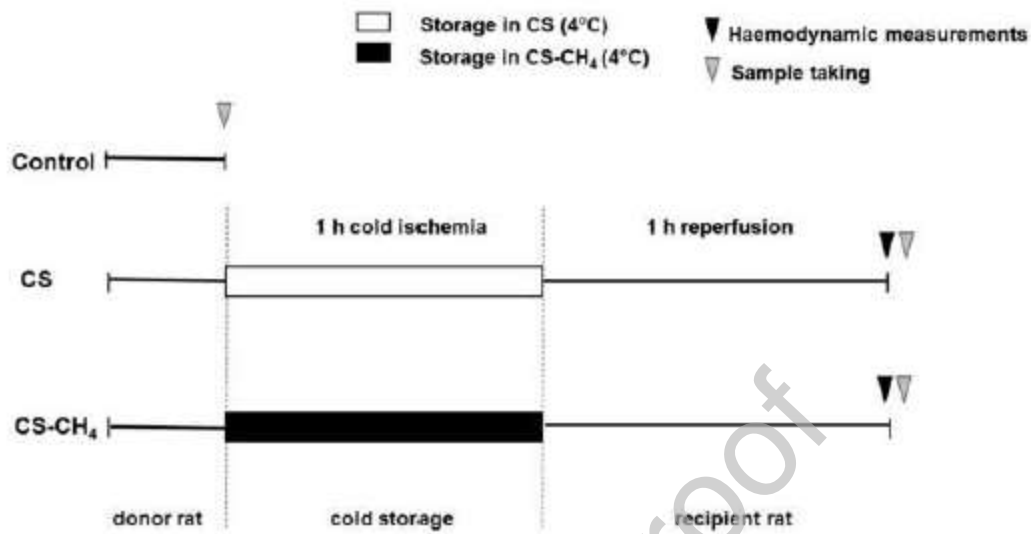 Storage in CS (4°C)
Storage in CS-CH₄ (4°C)
Haemodynamic measurements
Sample taking
Control
1 h cold ischemia
1 h reperfusion
CS
CS-CH₄
donor rat
cold storage
recipient rat